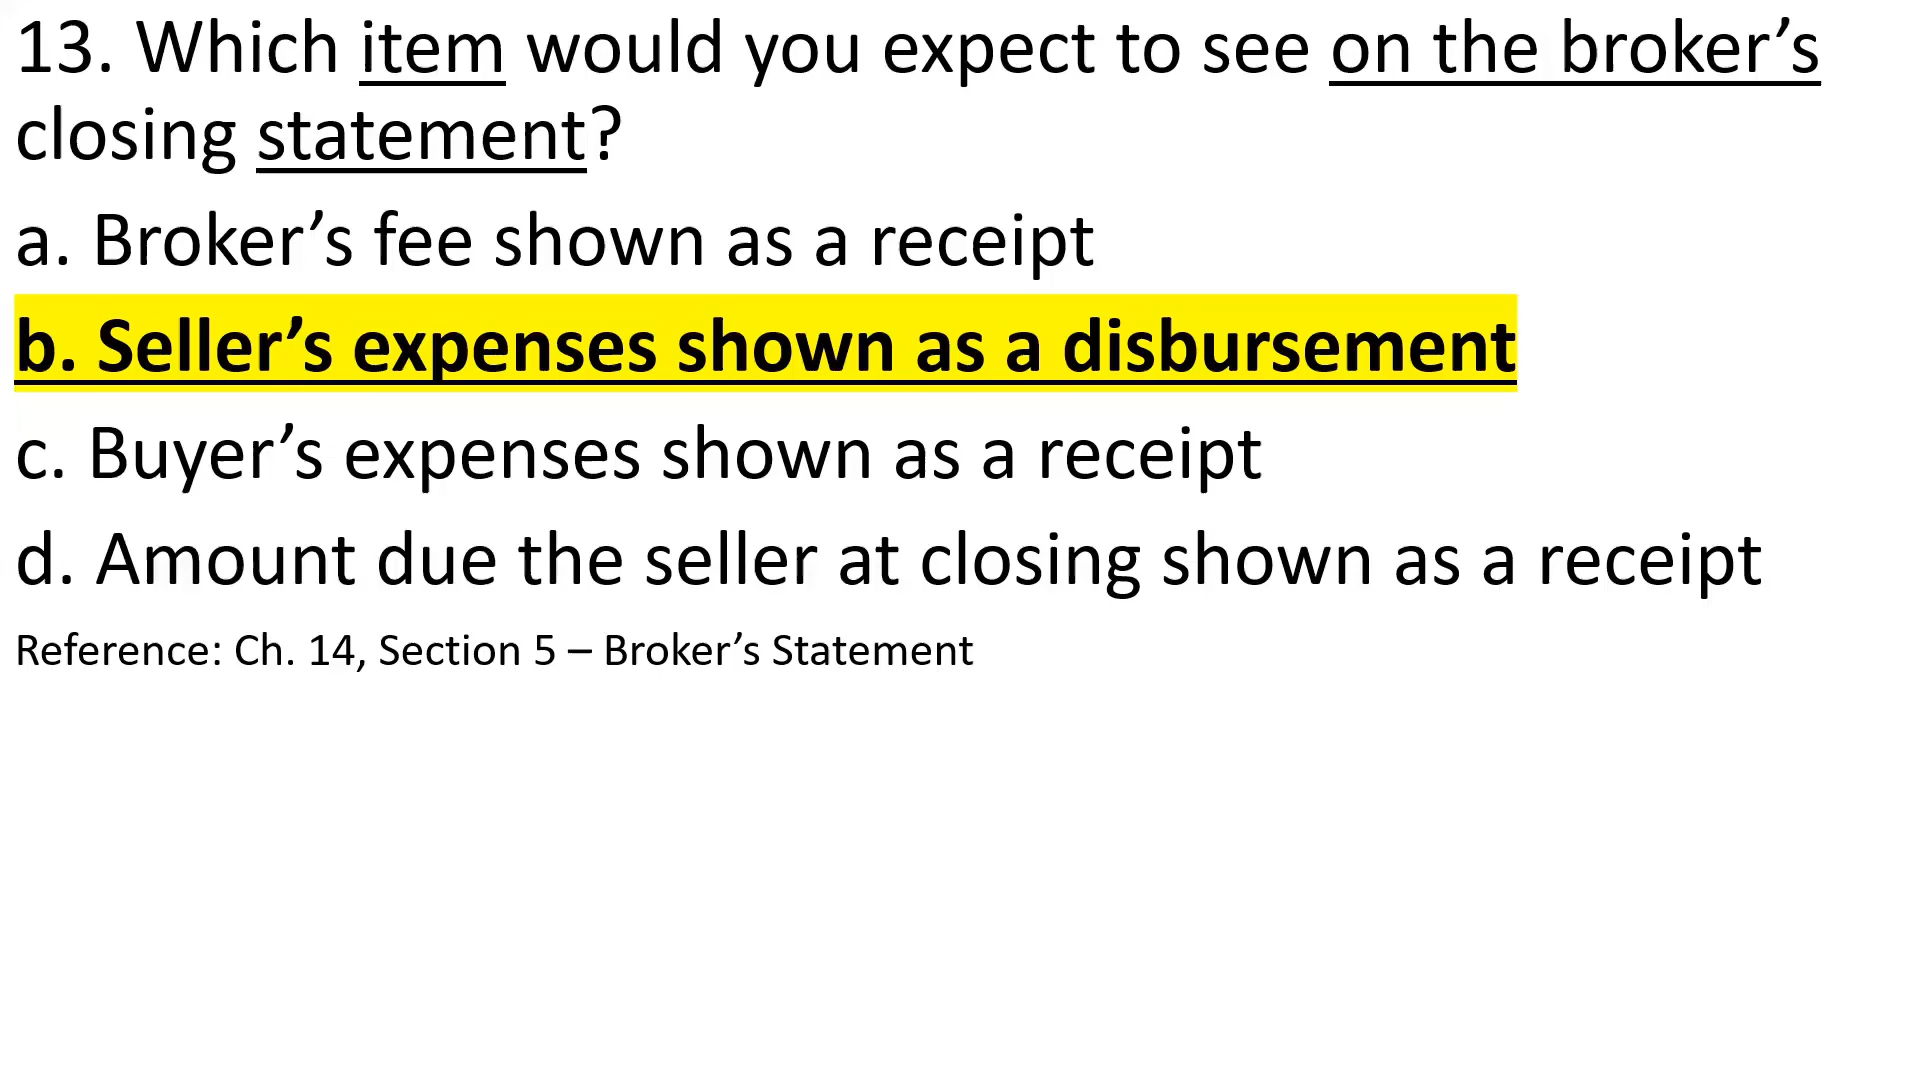 13. Which item would you expect to see on the broker’s
closing statement?
a. Broker’s fee shown as a receipt
b. Seller’s expenses shown as a disbursement
c. Buyer’s expenses shown as a receipt
d. Amount due the seller at closing shown as a receipt
Reference: Ch. 14, Section 5 – Broker’s Statement